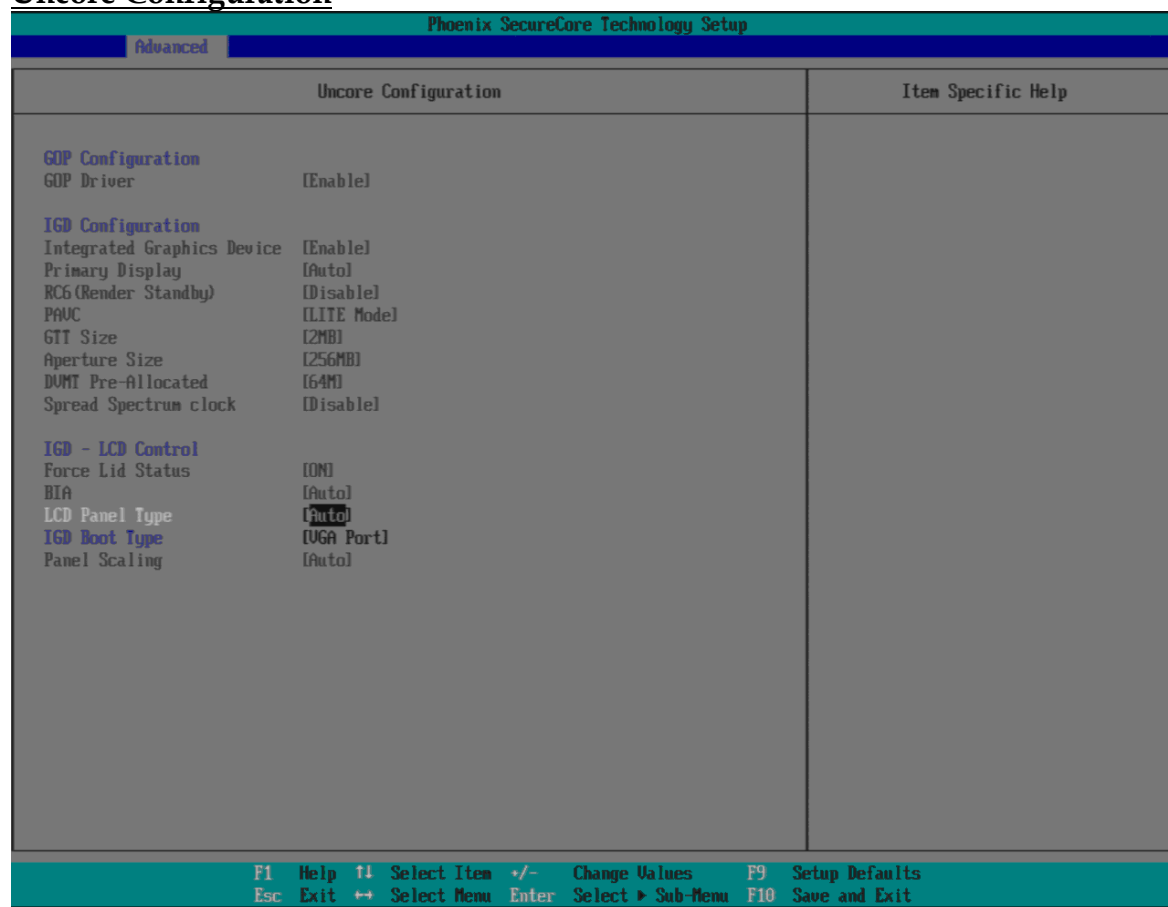 Uncore Configuration
Phoenix SecureCore Technology Setup
Advanced
Uncore Configuration
Item Specific Help
GOP Configuration
GOP Driver [Enable]
IGD Configuration
Integrated Graphics Device [Enable]
Primary Display [Auto]
RC6(Render Standby) [Disable]
PAVC [LITE Mode]
GTT Size [2MB]
Aperture Size [256MB]
DVMT Pre-Allocated [64M]
Spread Spectrum clock [Disable]
IGD - LCD Control
Force Lid Status [ON]
BIA [Auto]
LCD Panel Type [Auto]
IGD Boot Type [VGA Port]
Panel Scaling [Auto]
F1 Help ↑↓ Select Item +/- Change Values F9 Setup Defaults
Esc Exit ↔ Select Menu Enter Select ▶ Sub-Menu F10 Save and Exit